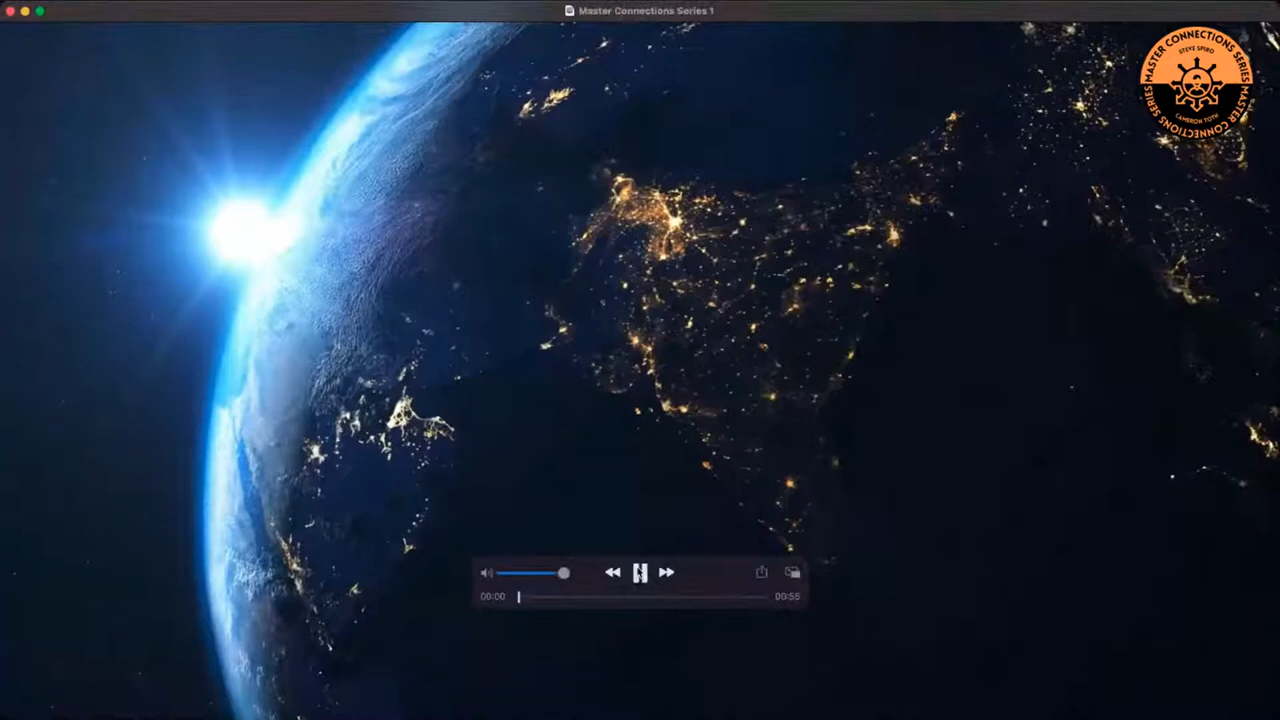 Master Connections Series 1
MASTER CONNECTIONS SERIES MASTER CONNECTIONS SERIES
STEVE SPIRO
CAMERON TOTH
00:00
00:55